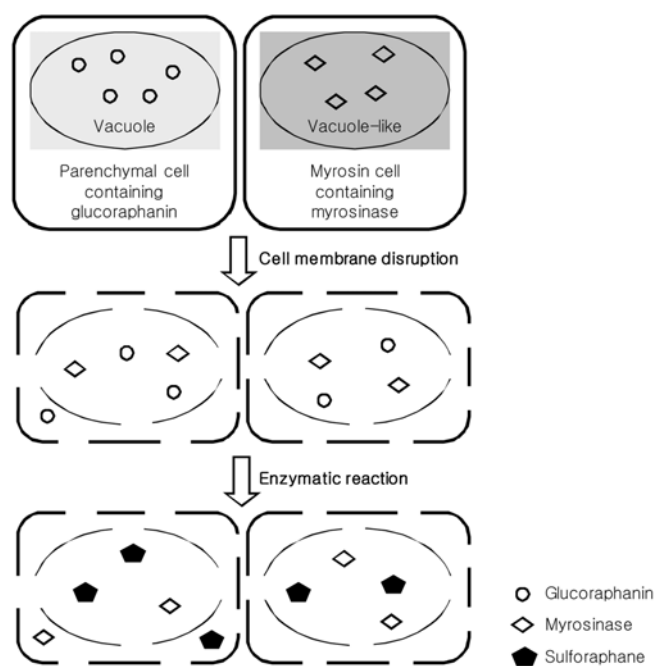 Vacuole
Parenchymal cell
containing
glucoraphanin
Vacuole-like
Myrosin cell
containing
myrosinase
Cell membrane disruption
Enzymatic reaction
Glucoraphanin
Myrosinase
Sulforaphane